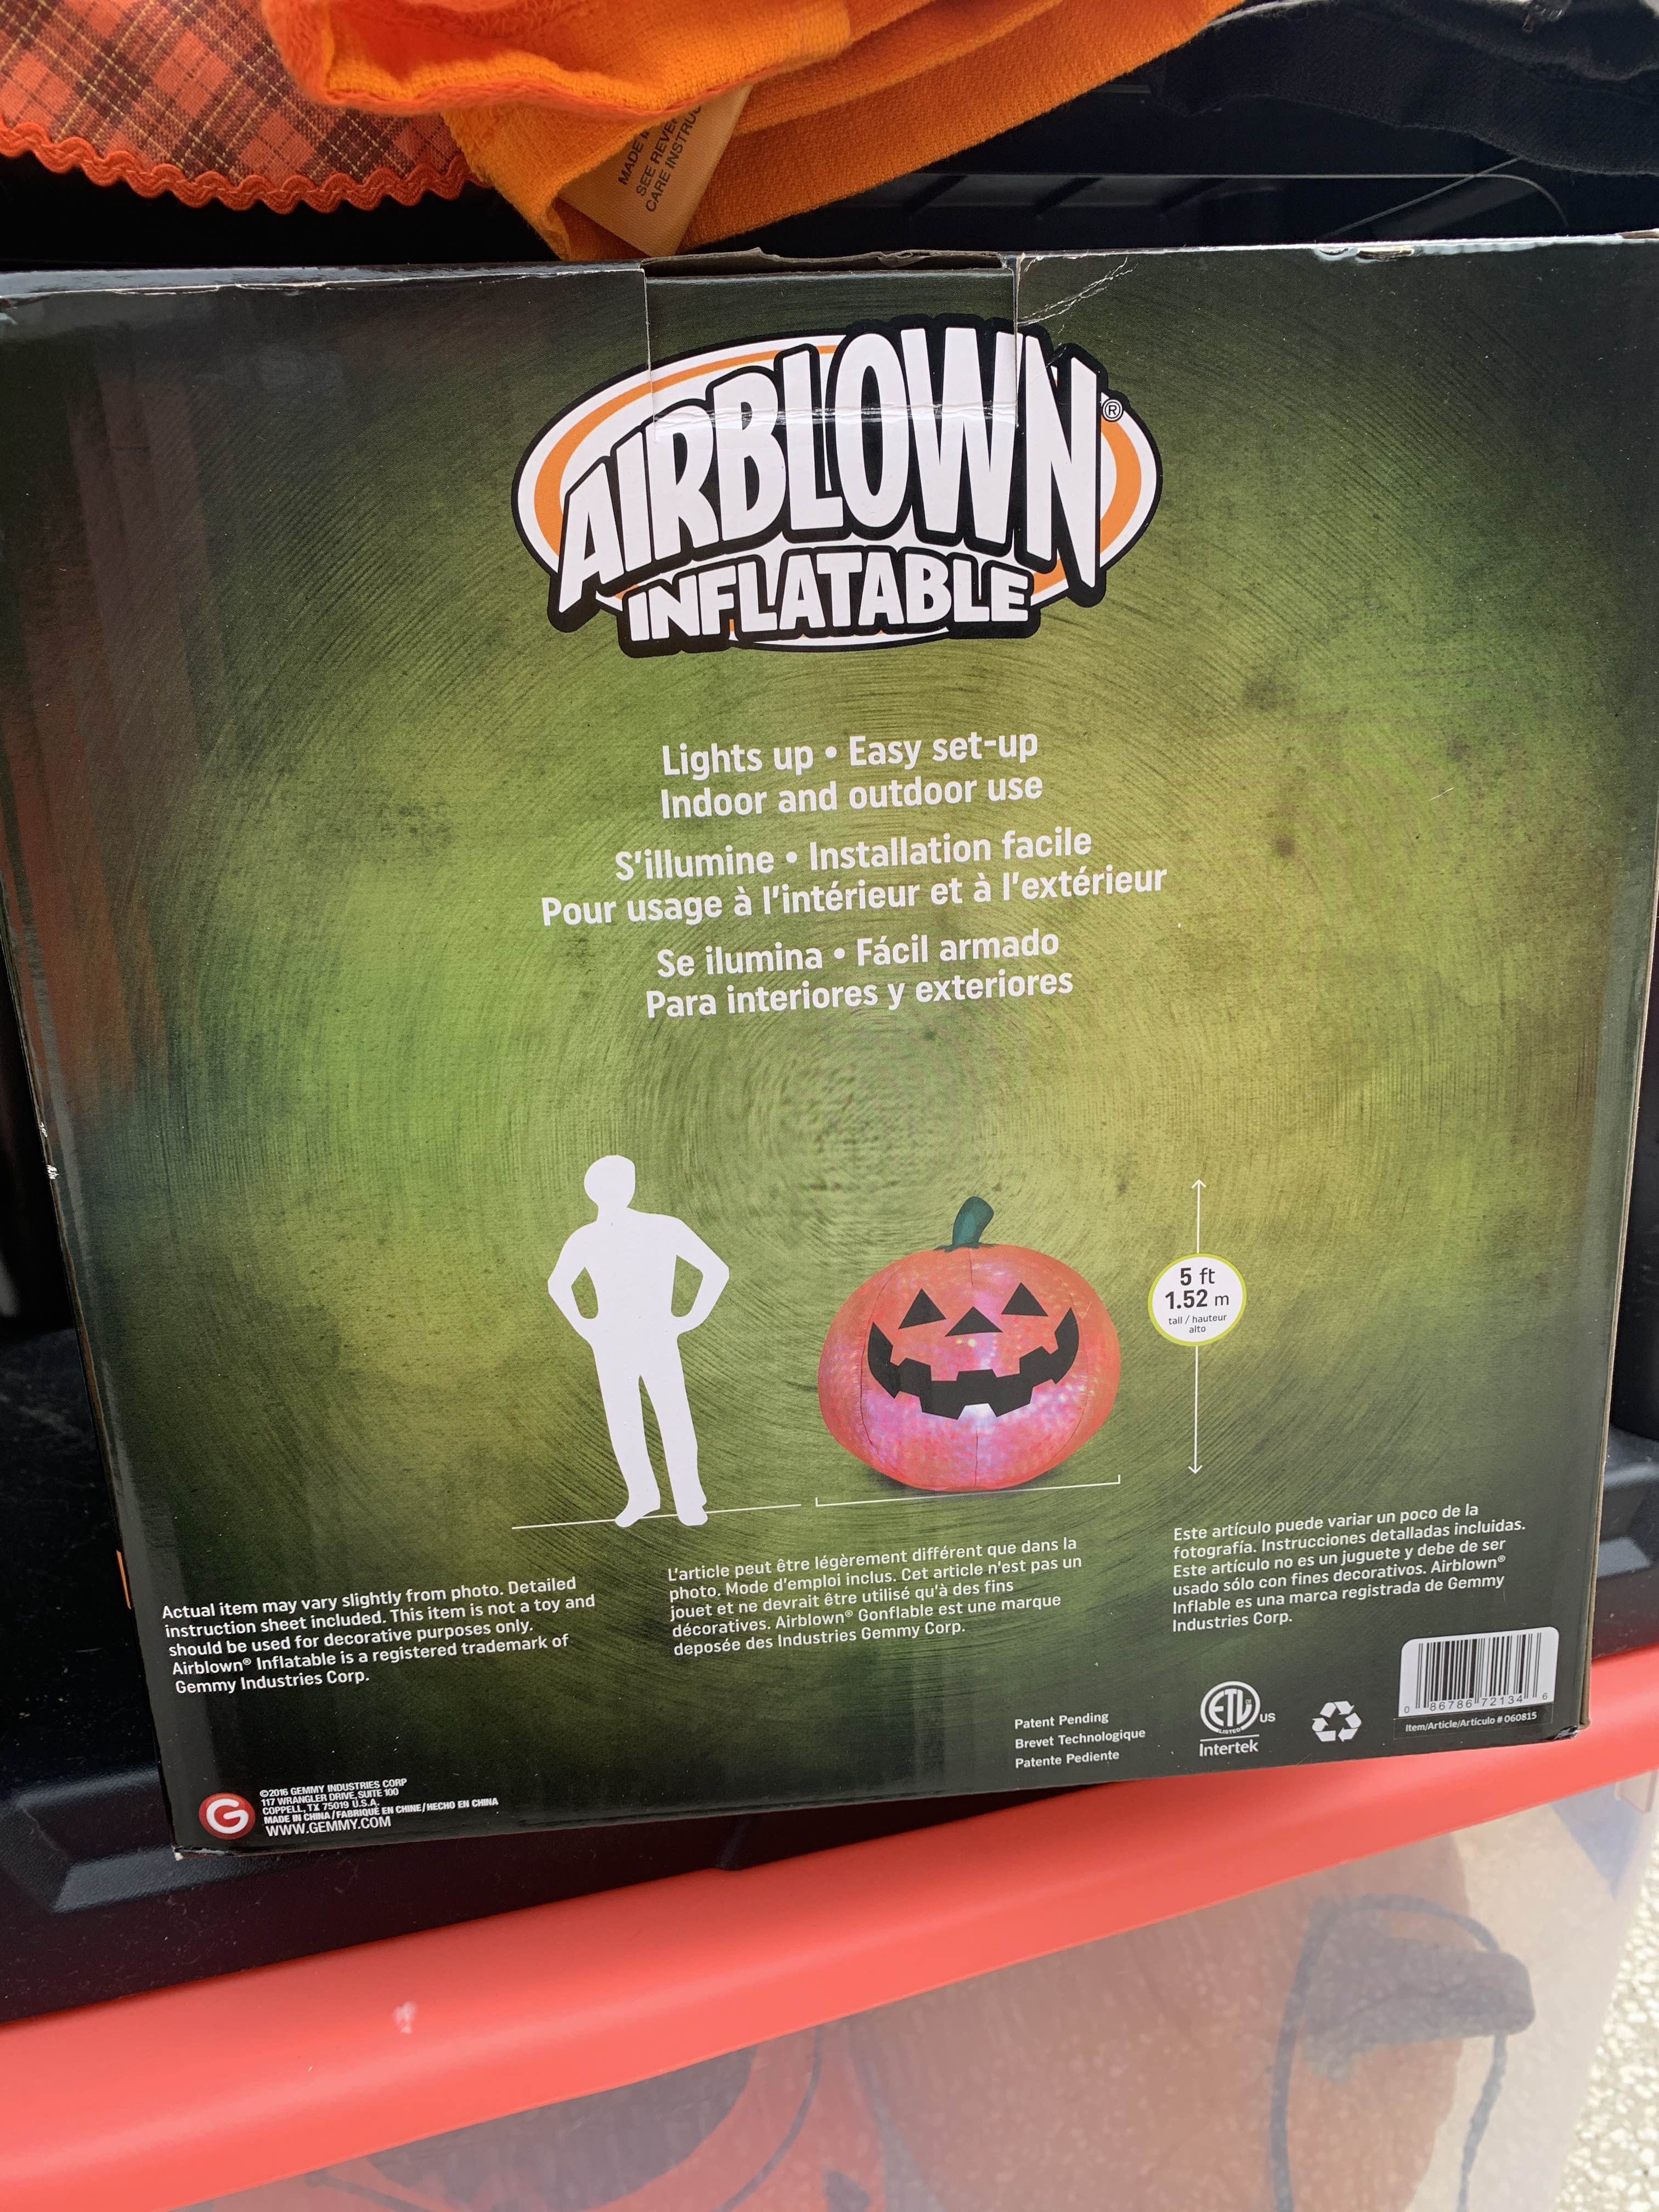 MADE
SEE REVE
CARE INSTRU
AIRBLOWN®
INFLATABLE
Lights up • Easy set-up
Indoor and outdoor use
S'illumine • Installation facile
Pour usage à l'intérieur et à l'extérieur
Se ilumina • Fácil armado
Para interiores y exteriores
5 ft
1.52 m
tall / hauteur
alto
Actual item may vary slightly from photo. Detailed
instruction sheet included. This item is not a toy and
should be used for decorative purposes only.
Airblown® Inflatable is a registered trademark of
Gemmy Industries Corp.
L'article peut être légèrement différent que dans la
photo. Mode d'emploi inclus. Cet article n'est pas un
jouet et ne devrait être utilisé qu'à des fins
décoratives. Airblown® Gonflable est une marque
deposée des Industries Gemmy Corp.
Este artículo puede variar un poco de la
fotografía. Instrucciones detalladas incluidas.
Este artículo no es un juguete y debe de ser
usado sólo con fines decorativos. Airblown®
Inflable es una marca registrada de Gemmy
Industries Corp.
Patent Pending
Brevet Technologique
Patente Pediente
ETL US
LISTED
Intertek
0 86786 72134 6
Item/Article/Artículo # 060815
G
©2016 GEMMY INDUSTRIES CORP
117 WRANGLER DRIVE, SUITE 100
COPPELL, TX 75019 U.S.A.
MADE IN CHINA / FABRIQUÉ EN CHINE / HECHO EN CHINA
WWW.GEMMY.COM